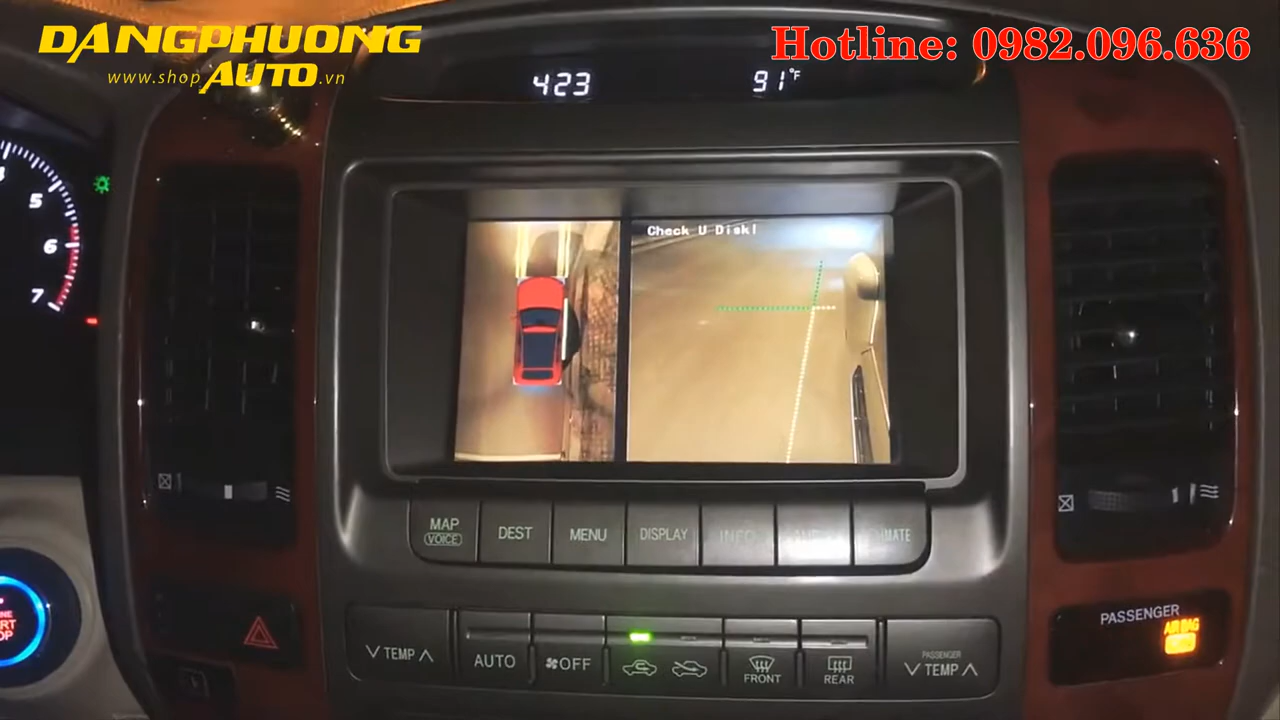 DANGPHUONG
www.shop AUTO.vn
Hotline: 0982.096.636
423
91°F
5
6
7
Check U Disk!
MAP
VOICE
DEST
MENU
DISPLAY
INFO
PASSENGER
AIR BAG
TEMP
AUTO
OFF
FRONT
REAR
PASSENGER
TEMP